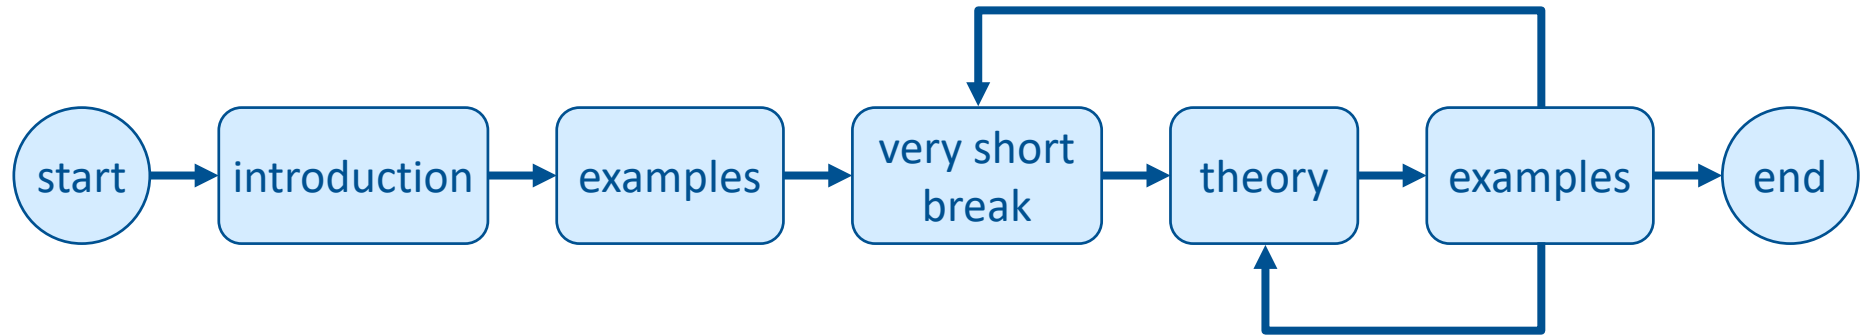 start
introduction
examples
very short
break
theory
examples
end